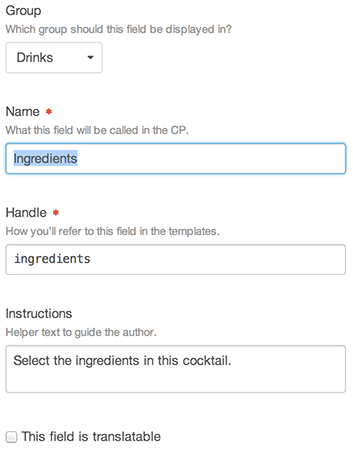 Group
Which group should this field be displayed in?
Drinks
Name *
What this field will be called in the CP.
Ingredients
Handle *
How you'll refer to this field in the templates.
ingredients
Instructions
Helper text to guide the author.
Select the ingredients in this cocktail.
This field is translatable